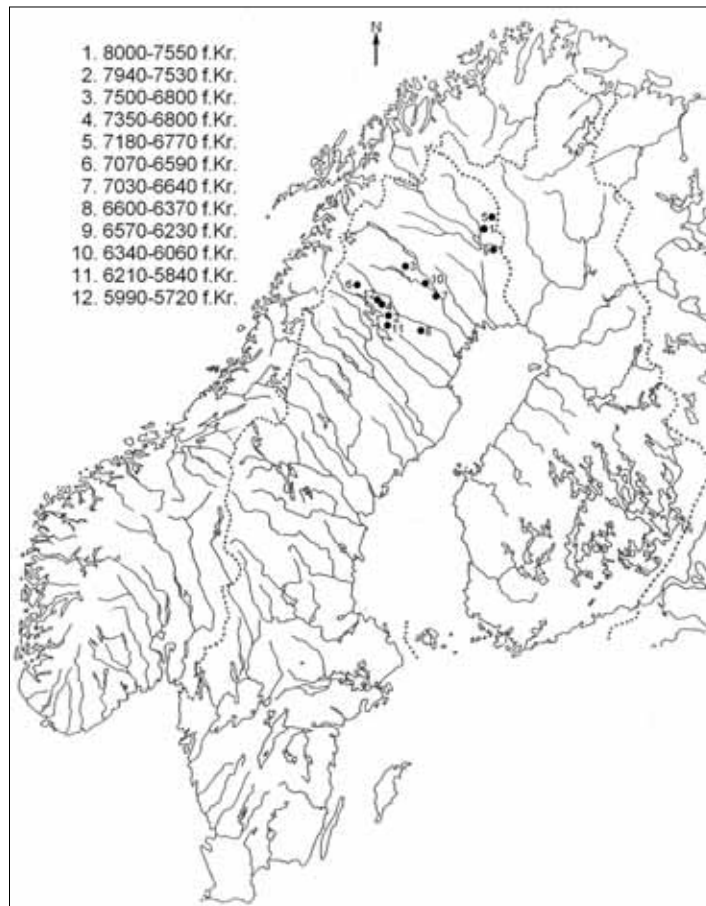 N
1. 8000-7550 f.Kr.
2. 7940-7530 f.Kr.
3. 7500-6800 f.Kr.
4. 7350-6800 f.Kr.
5. 7180-6770 f.Kr.
6. 7070-6590 f.Kr.
7. 7030-6640 f.Kr.
8. 6600-6370 f.Kr.
9. 6570-6230 f.Kr.
10. 6340-6060 f.Kr.
11. 6210-5840 f.Kr.
12. 5990-5720 f.Kr.
10
11